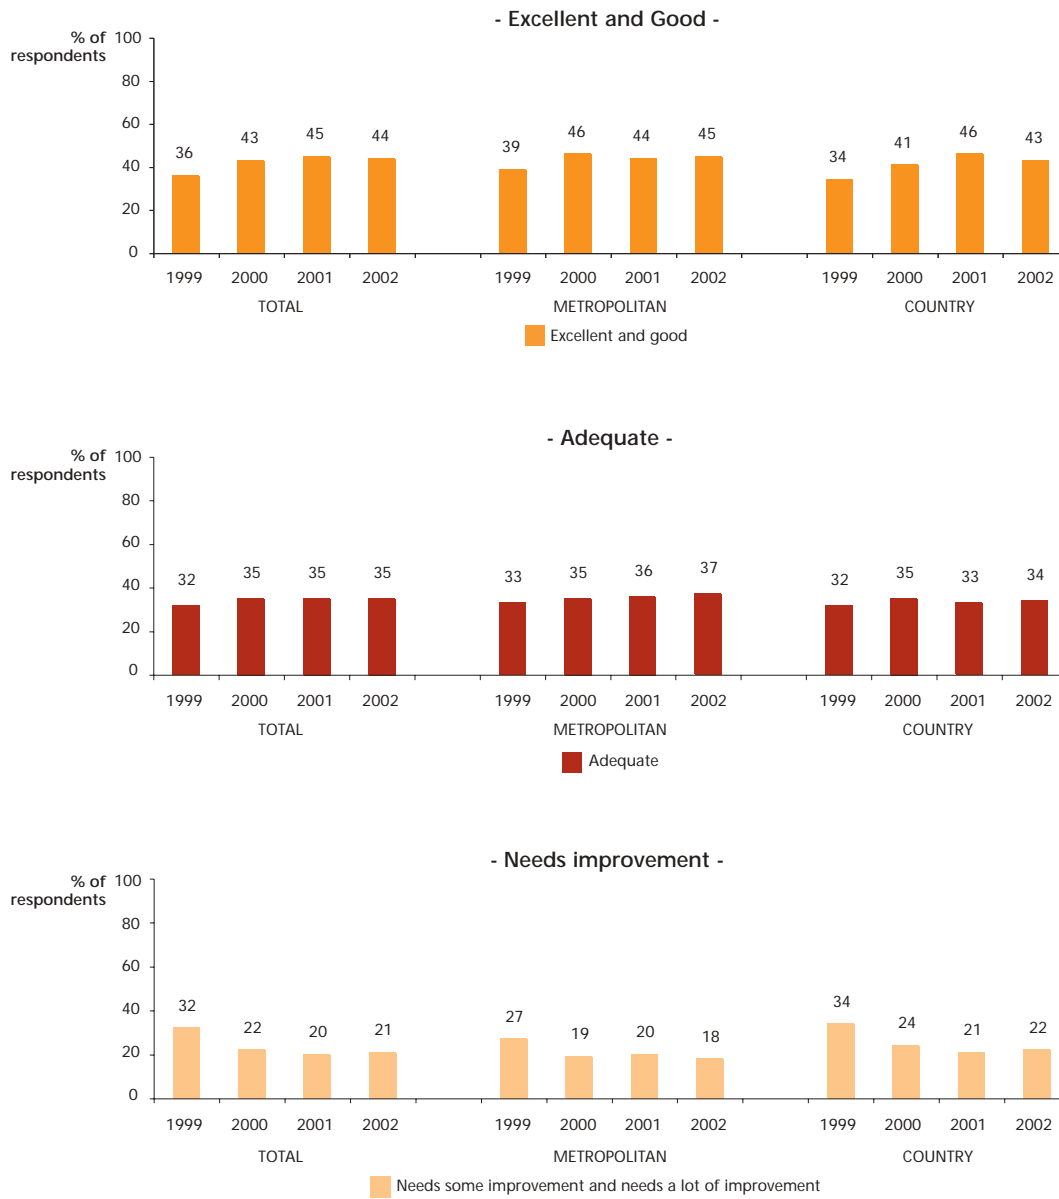 - Excellent and Good -
% of
respondents
100
80
60
40
20
0
36 43 45 44 39 46 44 45 34 41 46 43
1999 2000 2001 2002 1999 2000 2001 2002 1999 2000 2001 2002
TOTAL METROPOLITAN COUNTRY
Excellent and good
- Adequate -
% of
respondents
100
80
60
40
20
0
32 35 35 35 33 35 36 37 32 35 33 34
1999 2000 2001 2002 1999 2000 2001 2002 1999 2000 2001 2002
TOTAL METROPOLITAN COUNTRY
Adequate
- Needs improvement -
% of
respondents
100
80
60
40
20
0
32 22 20 21 27 19 20 18 34 24 21 22
1999 2000 2001 2002 1999 2000 2001 2002 1999 2000 2001 2002
TOTAL METROPOLITAN COUNTRY
Needs some improvement and needs a lot of improvement